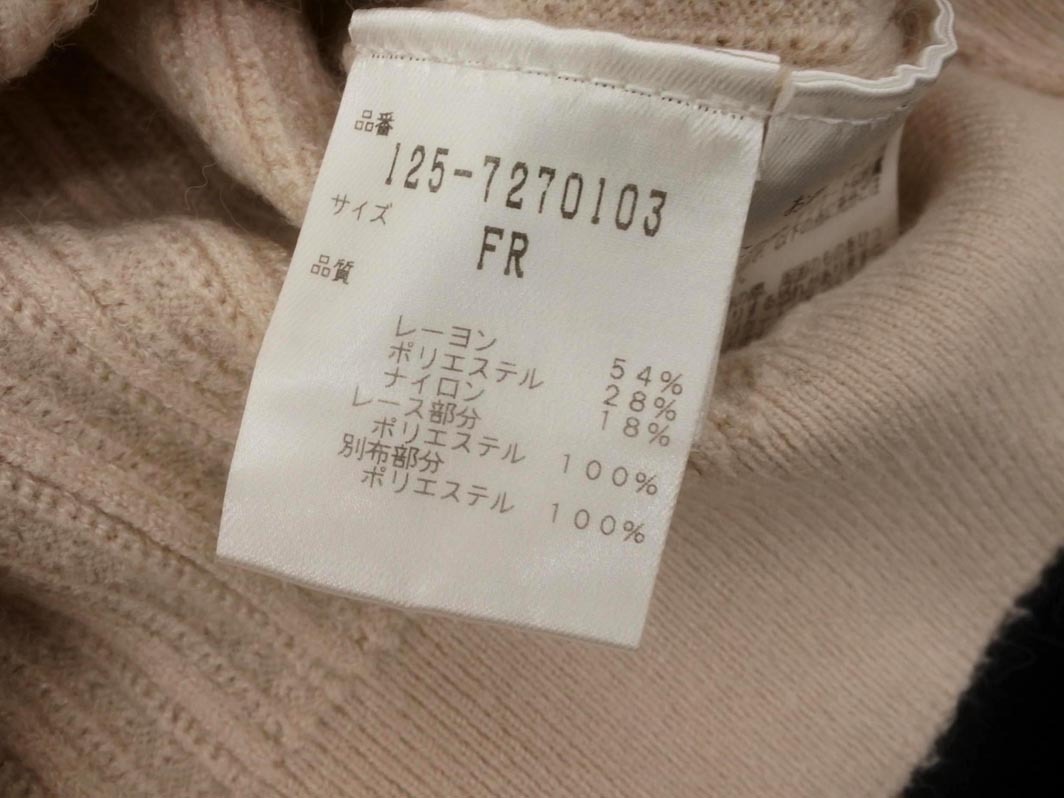 品番
125-7270103
サイズ
FR
品質
レーヨン 54%
ポリエステル 28%
ナイロン 18%
レース部分
ポリエステル 100%
別布部分
ポリエステル 100%